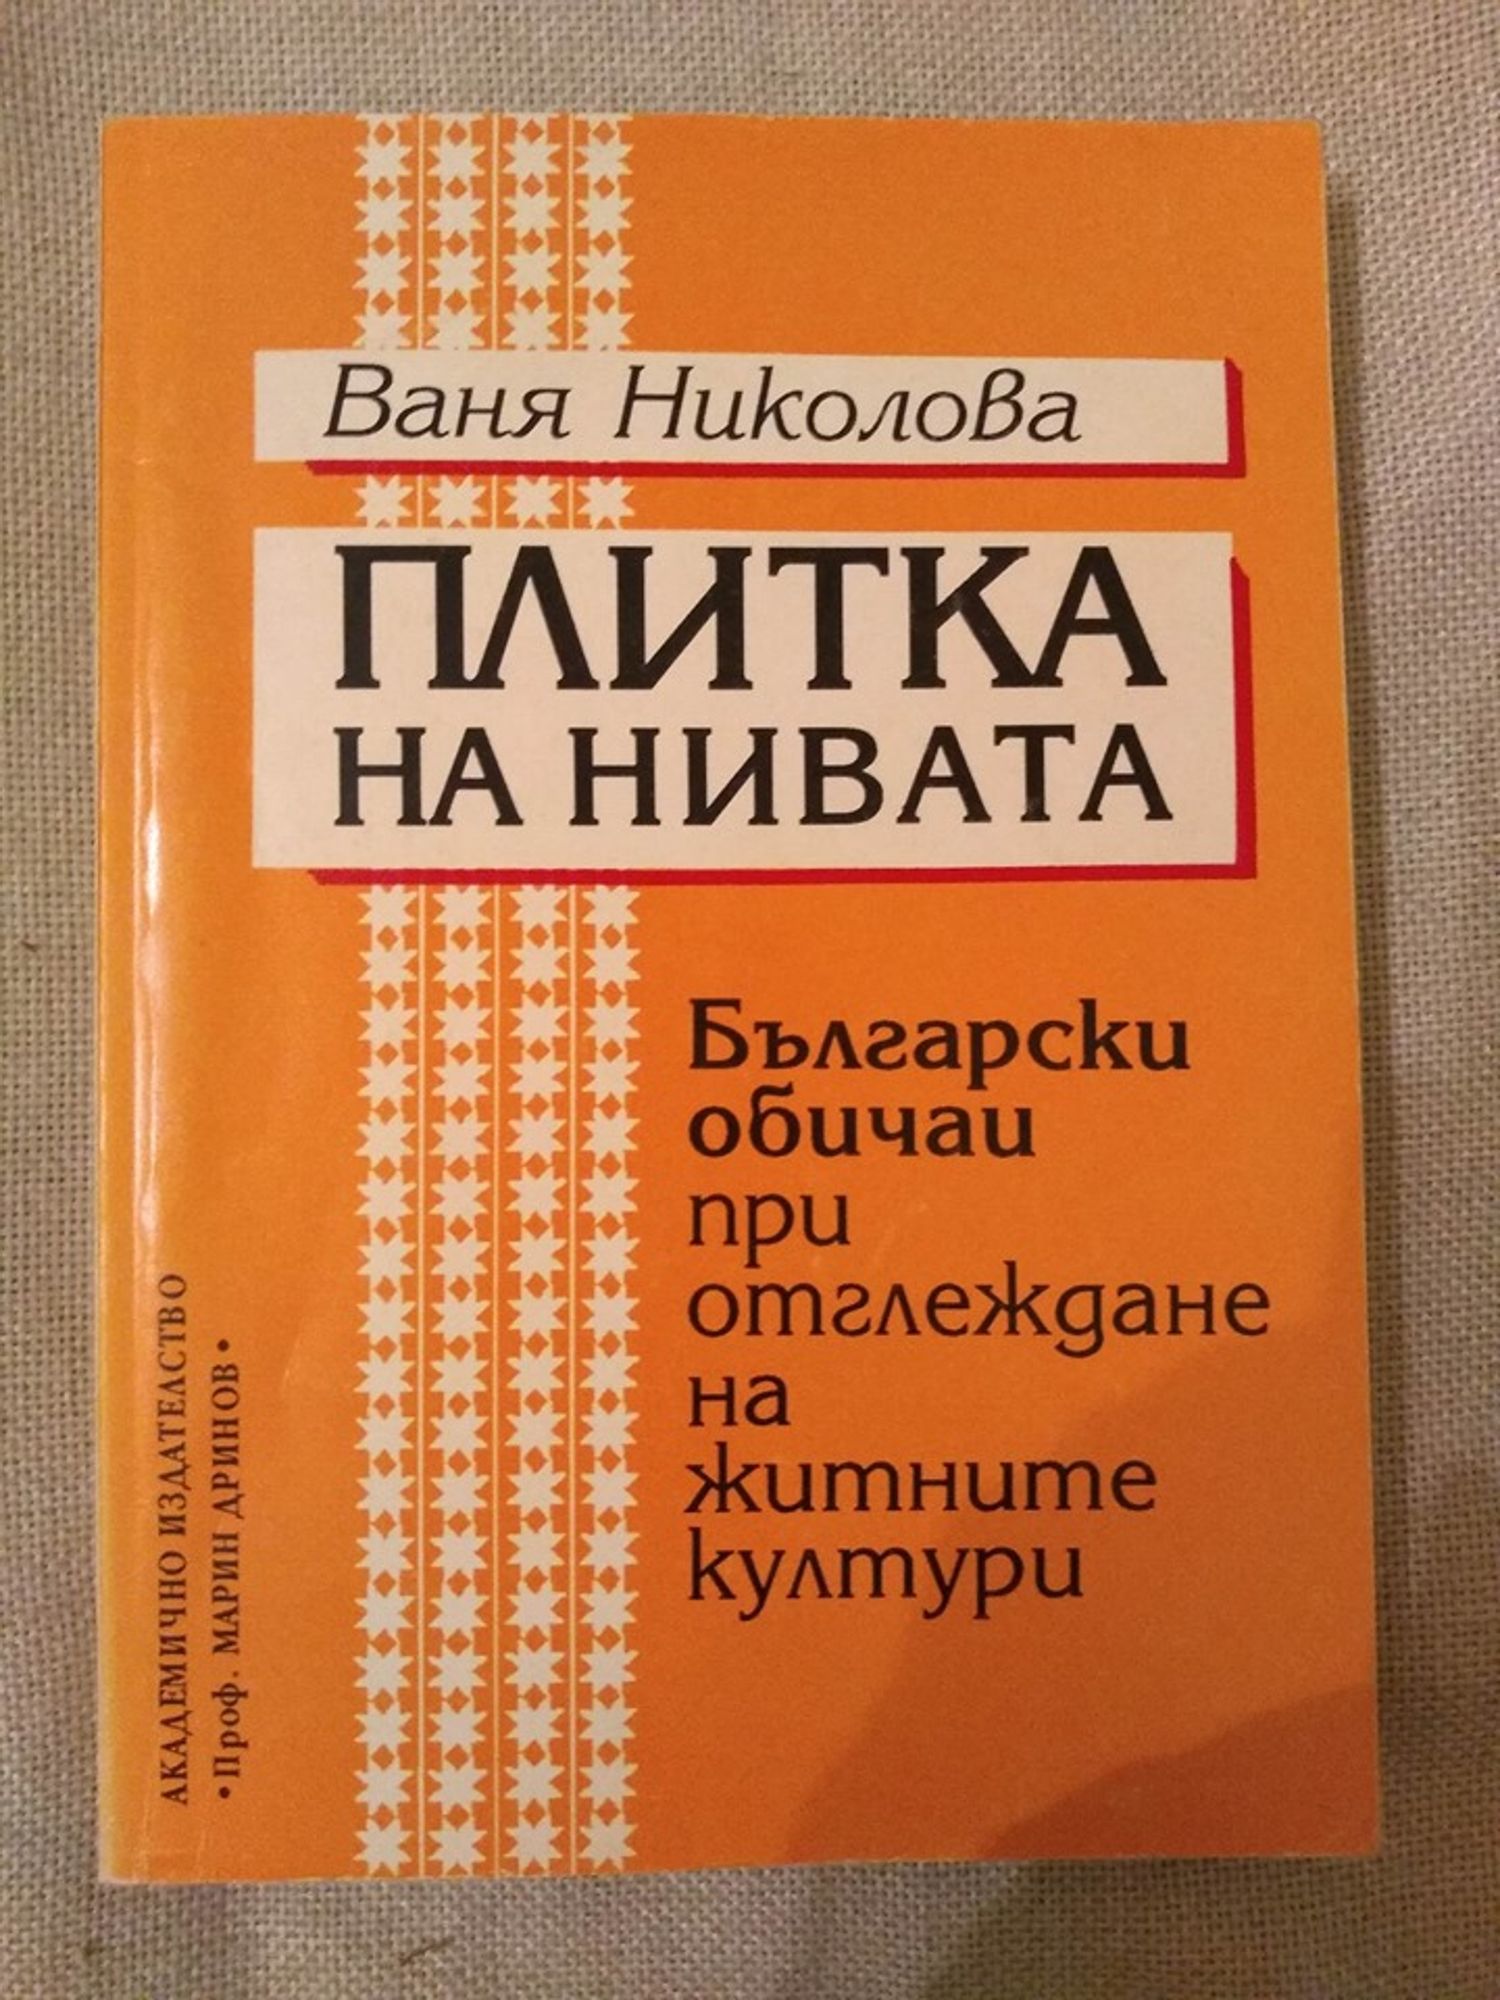 Ваня Николова
ПЛИТКА
НА НИВАТА
Български
обичаи
при
отглеждане
на
житните
култури
АКАДЕМИЧНО ИЗДАТЕЛСТВО
• Проф. МАРИН ДРИНОВ •